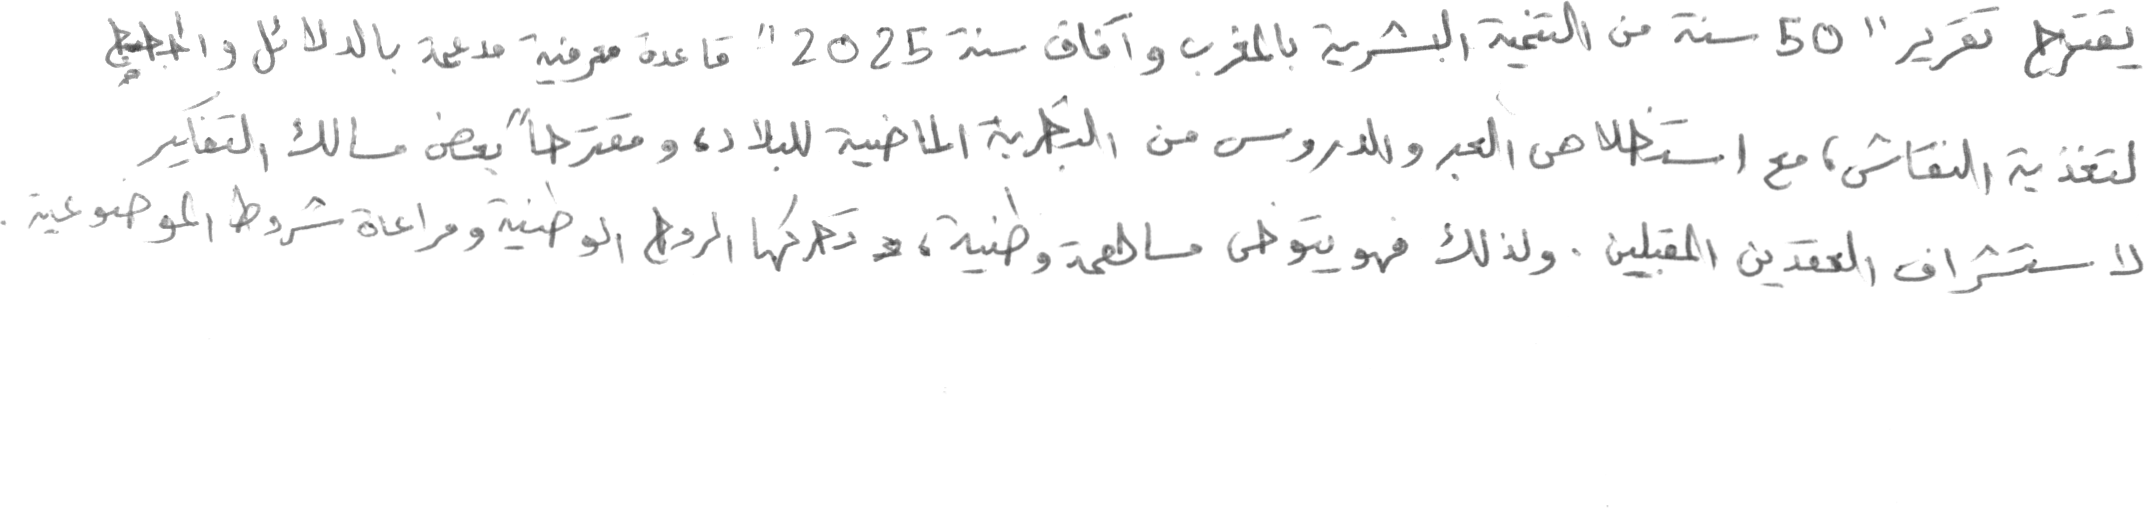 يقترح تقرير "50 سنة من التنمية البشرية بالمغرب وآفاق سنة 2025" قاعدة معرفية مدعمة بالدلائل والحجج
لتغذية النقاش، مع استخلاص العبر والدروس من التجربة الماضية للبلاد، ومقترحاً بعض مسالك التفكير
لاستشراف العقدين المقبلين. ولذلك فهو يتوخى مساهمة وطنية، تحركها الروح الوطنية ومراعاة شروط الموضوعية.